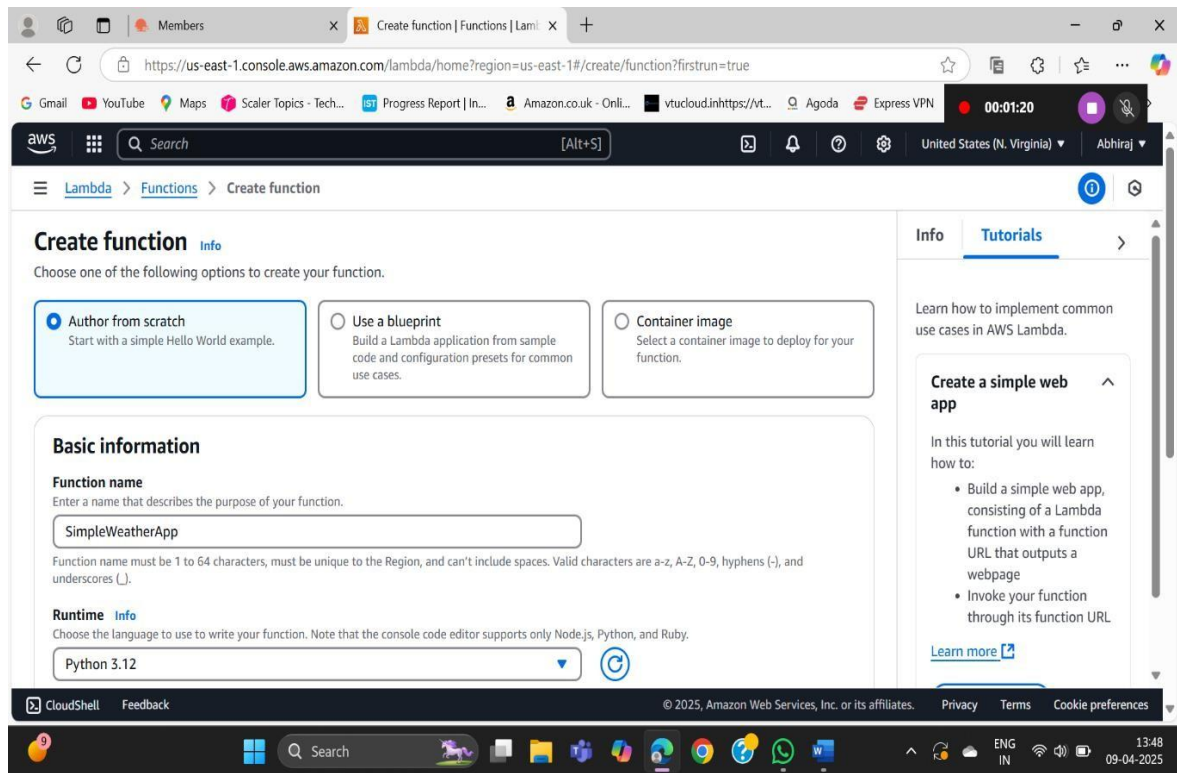 Members
Create function | Functions | Lamb
https://us-east-1.console.aws.amazon.com/lambda/home?region=us-east-1#/create/function?firstrun=true
Gmail YouTube Maps Scaler Topics - Tech... Progress Report | In... Amazon.co.uk - Onli... vtucloud.inhttps://vt... Agoda Express VPN 00:01:20
aws Search [Alt+S] United States (N. Virginia) Abhiraj
Lambda > Functions > Create function
Create function Info
Choose one of the following options to create your function.
Author from scratch
Start with a simple Hello World example.
Use a blueprint
Build a Lambda application from sample
code and configuration presets for common
use cases.
Container image
Select a container image to deploy for your
function.
Basic information
Function name
Enter a name that describes the purpose of your function.
SimpleWeatherApp
Function name must be 1 to 64 characters, must be unique to the Region, and can't include spaces. Valid characters are a-z, A-Z, 0-9, hyphens (-), and
underscores (_).
Runtime Info
Choose the language to use to write your function. Note that the console code editor supports only Node.js, Python, and Ruby.
Python 3.12
Info Tutorials
Learn how to implement common
use cases in AWS Lambda.
Create a simple web
app
In this tutorial you will learn
how to:
• Build a simple web app,
consisting of a Lambda
function with a function
URL that outputs a
webpage
• Invoke your function
through its function URL
Learn more
CloudShell Feedback © 2025, Amazon Web Services, Inc. or its affiliates. Privacy Terms Cookie preferences
9 Search ENG 13:48
IN 09-04-2025